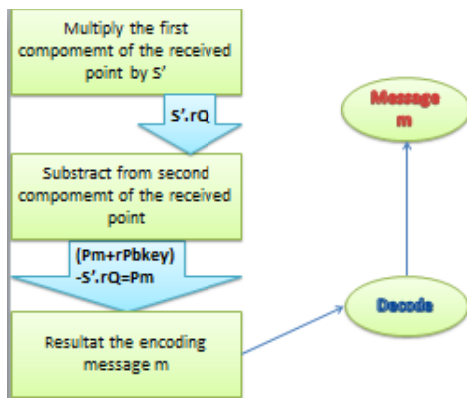 Multiply the first
compomemt of the received
point by S'
S'.rQ
Substract from second
compomemt of the received
point
(Pm+rPbkey)
-S'.rQ=Pm
Resultat the encoding
message m
Decode
Message
m